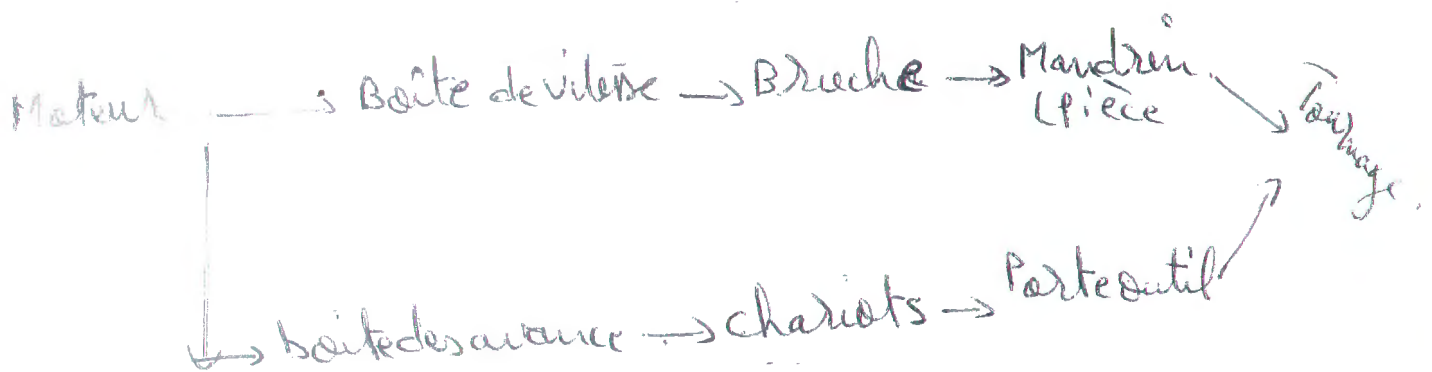 Moteur → Boîte de vitesse → Broche → Mandrin
(pièce
Tournage.
boîte des avance → chariots → Porte outil